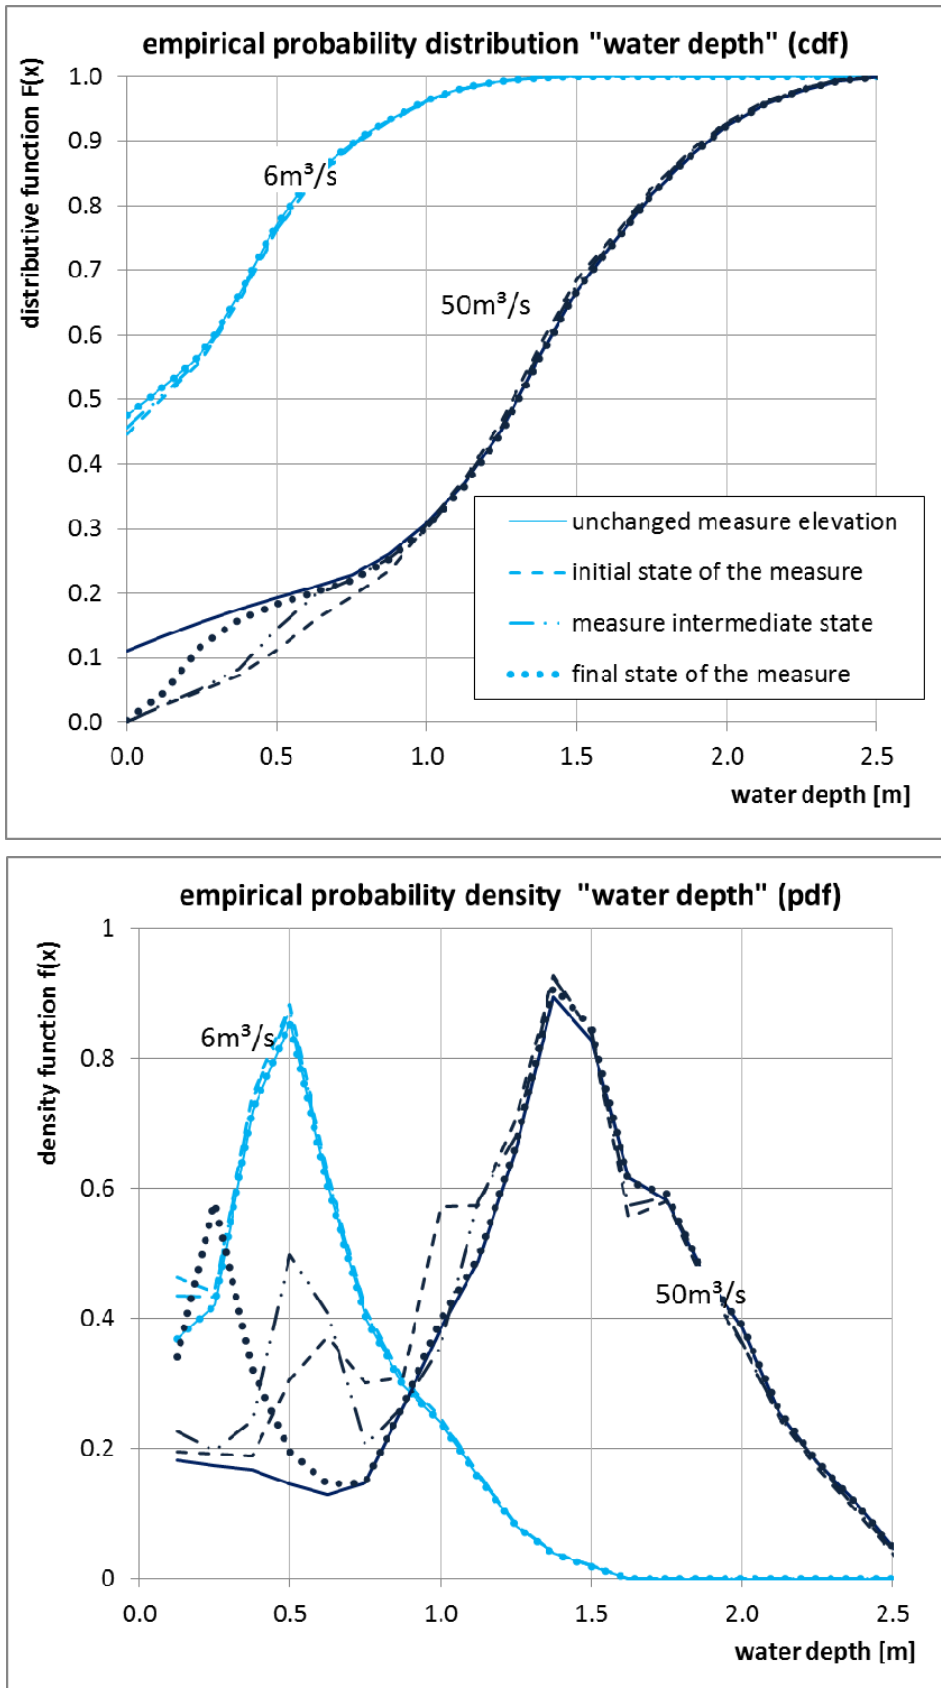 empirical probability distribution "water depth" (cdf)
distributive function F(x)
1.0
0.9
0.8
0.7
0.6
0.5
0.4
0.3
0.2
0.1
0.0
6m³/s
50m³/s
unchanged measure elevation
initial state of the measure
measure intermediate state
final state of the measure
0.0 0.5 1.0 1.5 2.0 2.5
water depth [m]
empirical probability density "water depth" (pdf)
density function f(x)
1
0.8
0.6
0.4
0.2
0
6m³/s
50m³/s
0.0 0.5 1.0 1.5 2.0 2.5
water depth [m]